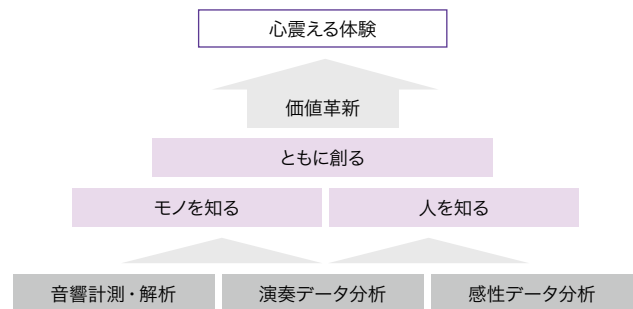 心震える体験
価値革新
ともに創る
モノを知る
人を知る
音響計測・解析
演奏データ分析
感性データ分析